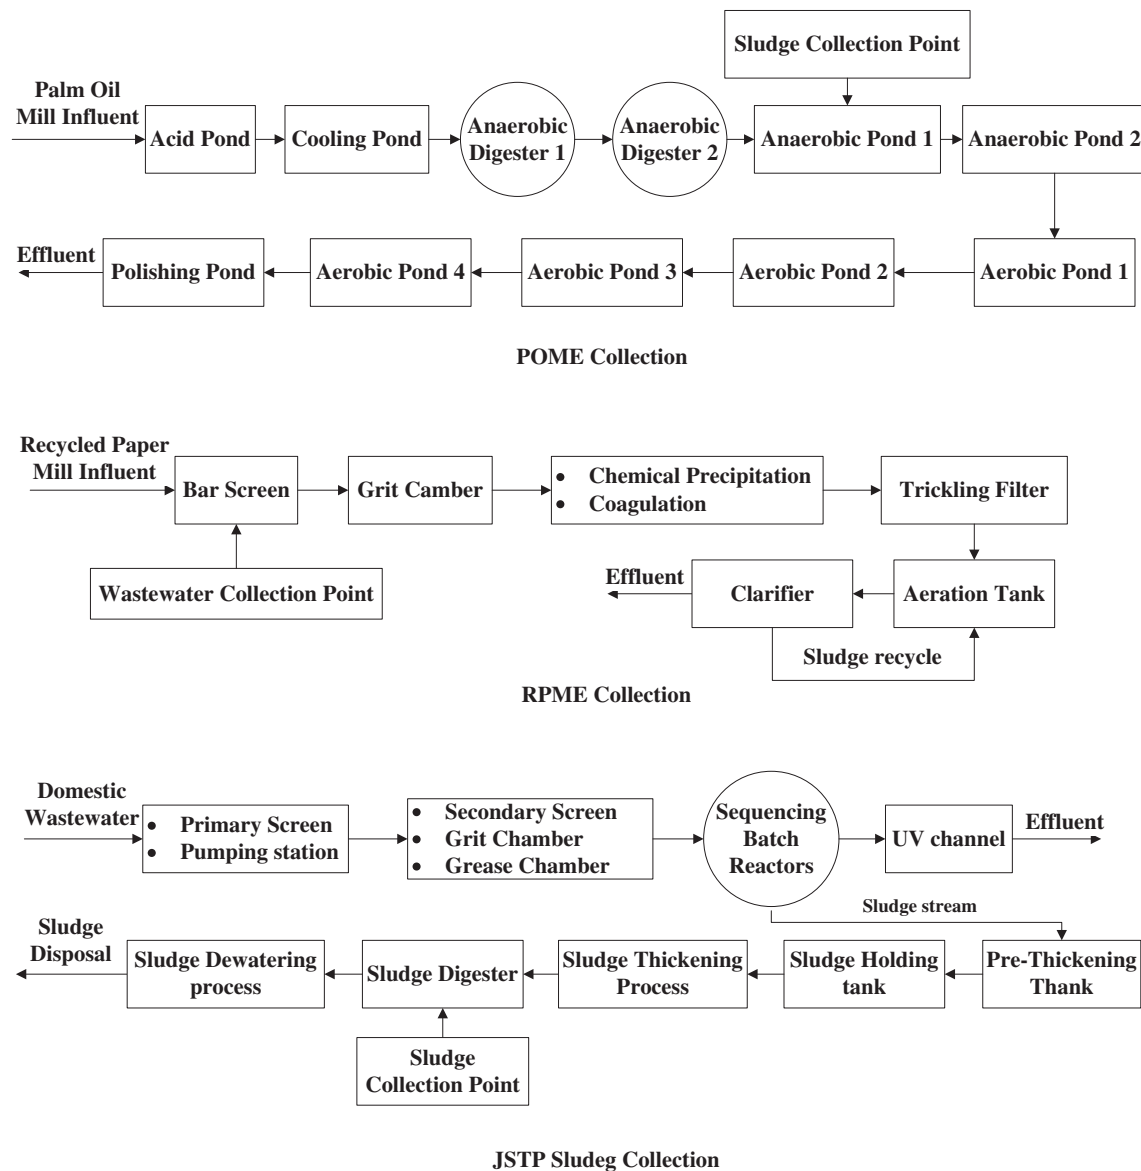 Sludge Collection Point
Palm Oil
Mill Influent
Acid Pond
Cooling Pond
Anaerobic
Digester 1
Anaerobic
Digester 2
Anaerobic Pond 1
Anaerobic Pond 2
Effluent
Polishing Pond
Aerobic Pond 4
Aerobic Pond 3
Aerobic Pond 2
Aerobic Pond 1
POME Collection
Recycled Paper
Mill Influent
Bar Screen
Grit Camber
• Chemical Precipitation
• Coagulation
Trickling Filter
Wastewater Collection Point
Effluent
Clarifier
Aeration Tank
Sludge recycle
RPME Collection
Domestic
Wastewater
• Primary Screen
• Pumping station
• Secondary Screen
• Grit Chamber
• Grease Chamber
Sequencing
Batch
Reactors
UV channel
Effluent
Sludge stream
Sludge
Disposal
Sludge Dewatering
process
Sludge Digester
Sludge Thickening
Process
Sludge Holding
tank
Pre-Thickening
Thank
Sludge
Collection Point
JSTP Sludeg Collection